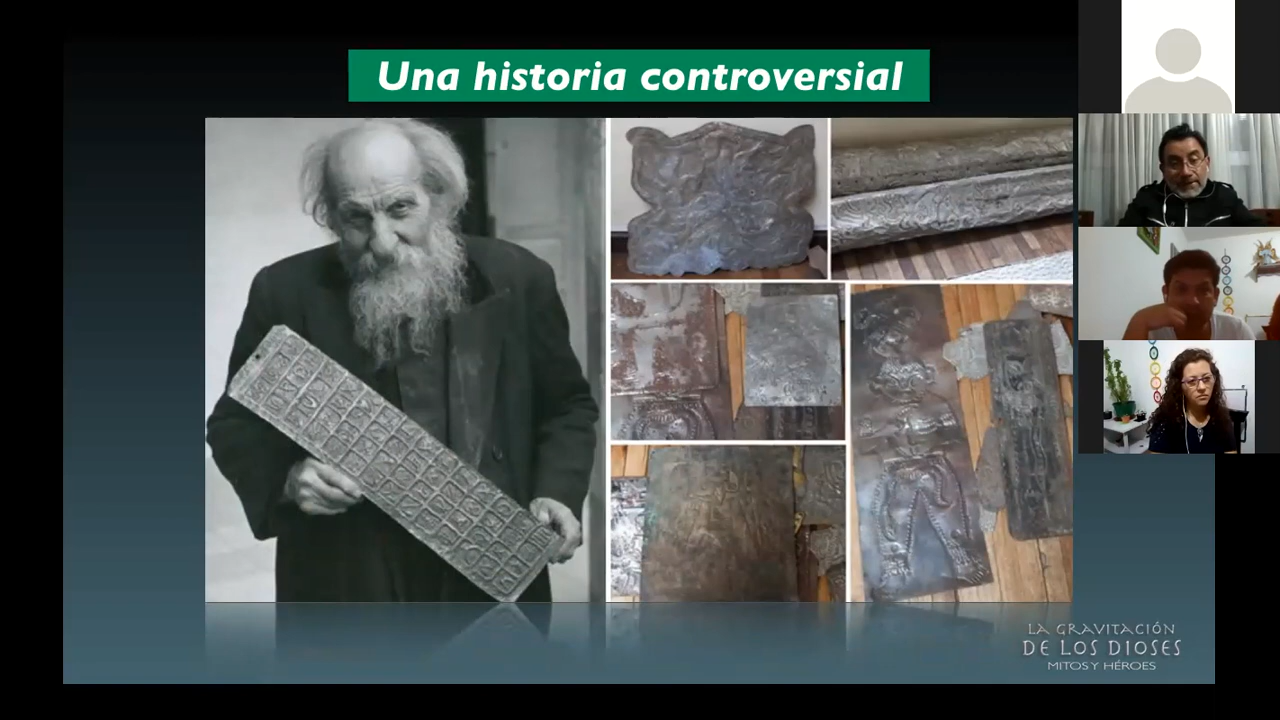 Una historia controversial
LA GRAVITACIÓN
DE LOS DIOSES
MITOS Y HÉROES